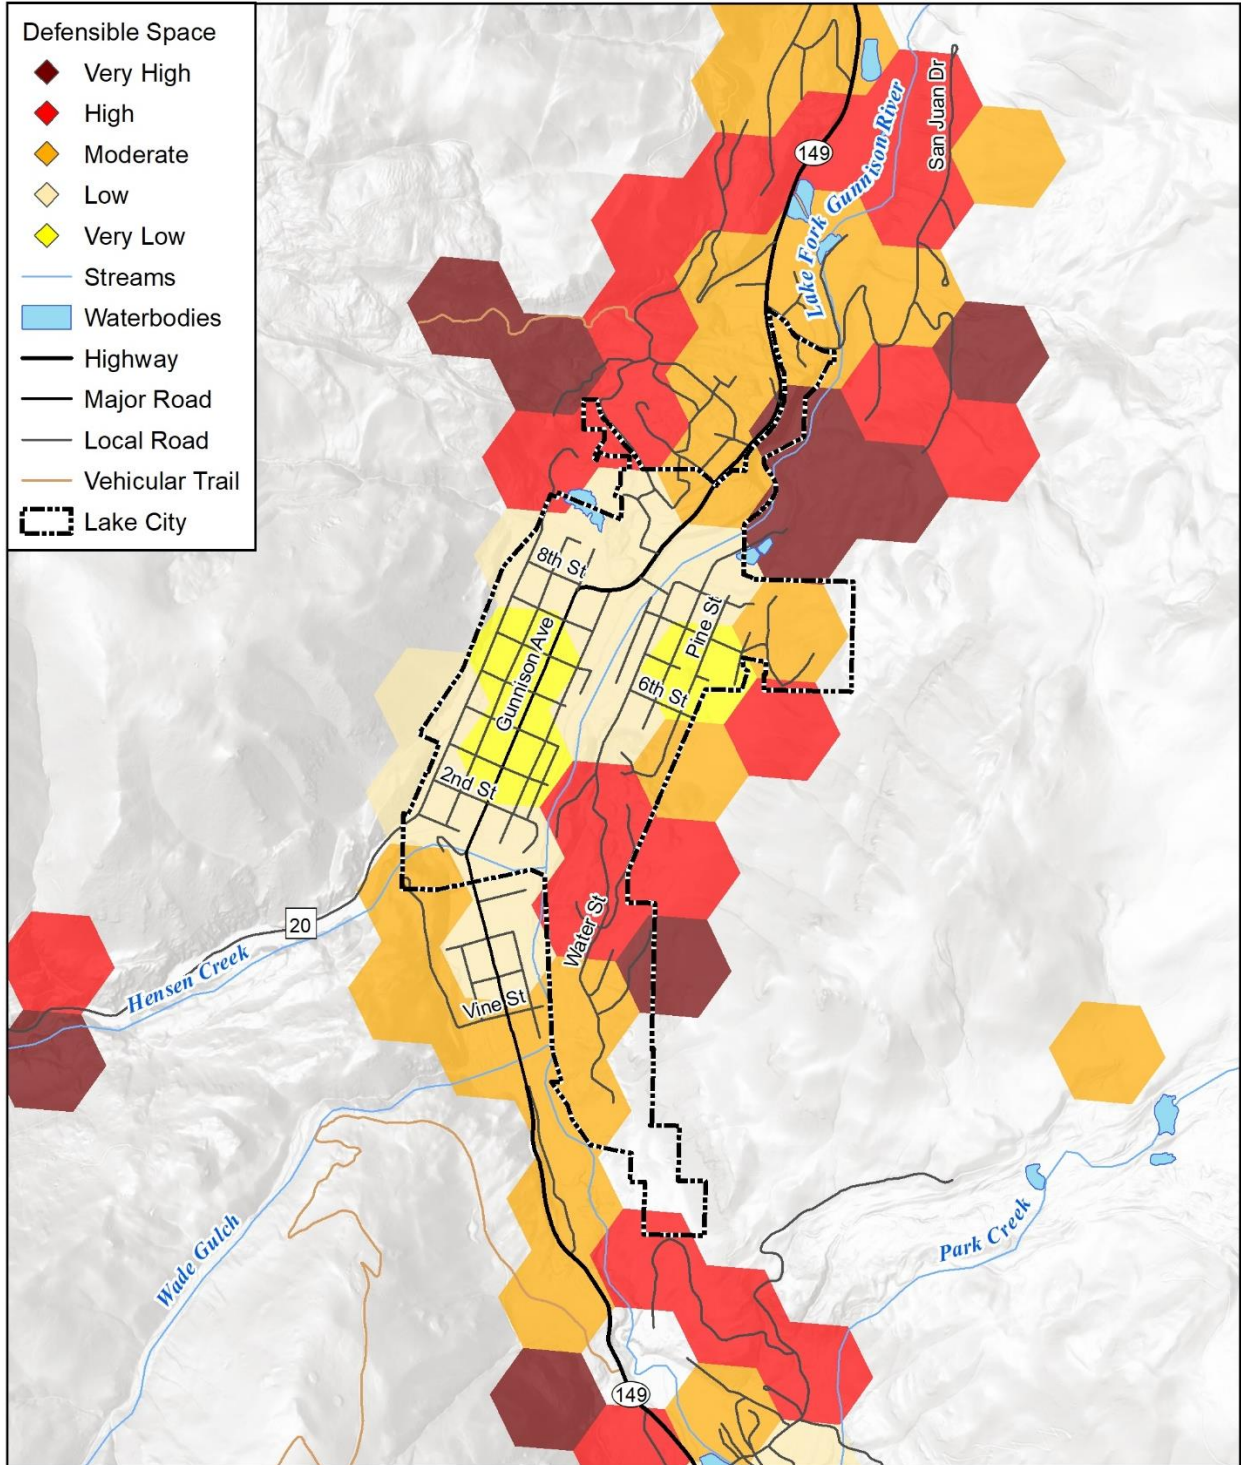 Defensible Space
Very High
High
Moderate
Low
Very Low
Streams
Waterbodies
Highway
Major Road
Local Road
Vehicular Trail
Lake City
San Juan Dr
149
Lake Fork Gunnison River
8th St
Pine St
Gunnison Ave
6th St
2nd St
20
Water St
Hensen Creek
Vine St
Wade Gulch
Park Creek
149